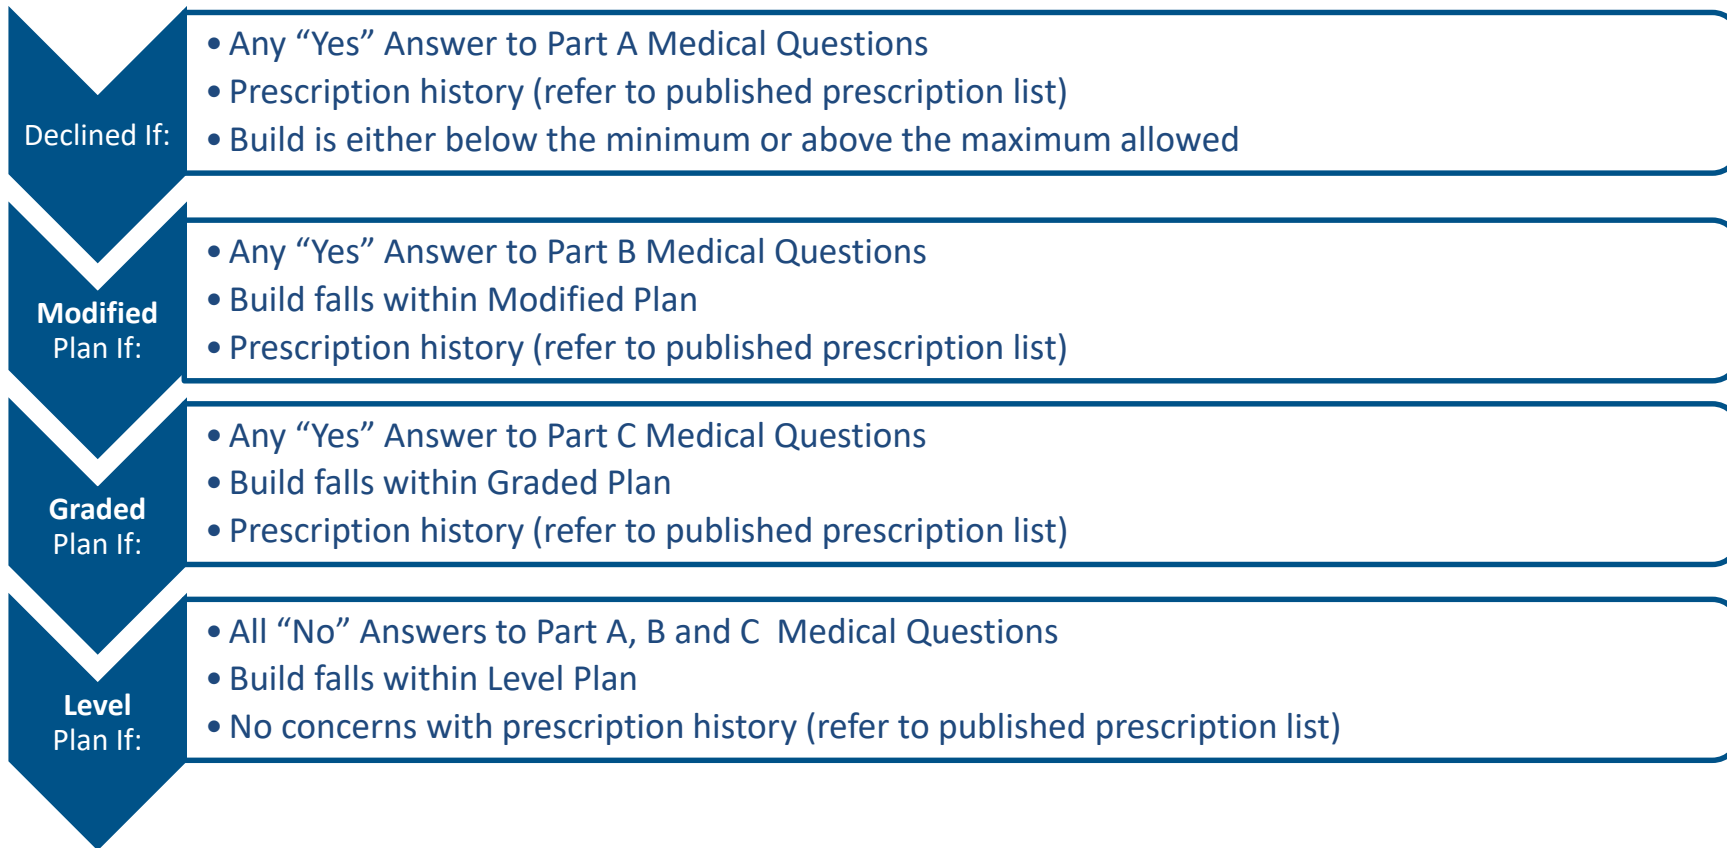 Declined If:
• Any “Yes” Answer to Part A Medical Questions
• Prescription history (refer to published prescription list)
• Build is either below the minimum or above the maximum allowed
Modified
Plan If:
• Any “Yes” Answer to Part B Medical Questions
• Build falls within Modified Plan
• Prescription history (refer to published prescription list)
Graded
Plan If:
• Any “Yes” Answer to Part C Medical Questions
• Build falls within Graded Plan
• Prescription history (refer to published prescription list)
Level
Plan If:
• All “No” Answers to Part A, B and C  Medical Questions
• Build falls within Level Plan
• No concerns with prescription history (refer to published prescription list)